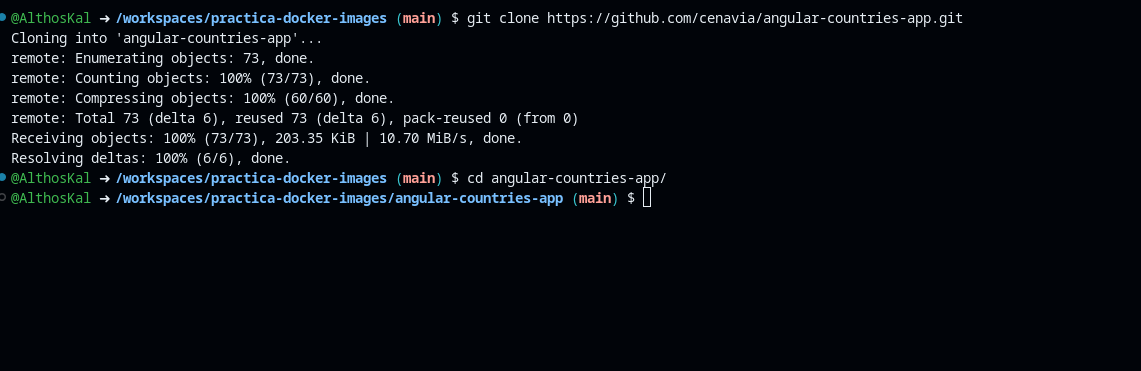 @AlthosKal ➜ /workspaces/practica-docker-images (main) $ git clone https://github.com/cenavia/angular-countries-app.git
Cloning into 'angular-countries-app'...
remote: Enumerating objects: 73, done.
remote: Counting objects: 100% (73/73), done.
remote: Compressing objects: 100% (60/60), done.
remote: Total 73 (delta 6), reused 73 (delta 6), pack-reused 0 (from 0)
Receiving objects: 100% (73/73), 203.35 KiB | 10.70 MiB/s, done.
Resolving deltas: 100% (6/6), done.
@AlthosKal ➜ /workspaces/practica-docker-images (main) $ cd angular-countries-app/
@AlthosKal ➜ /workspaces/practica-docker-images/angular-countries-app (main) $